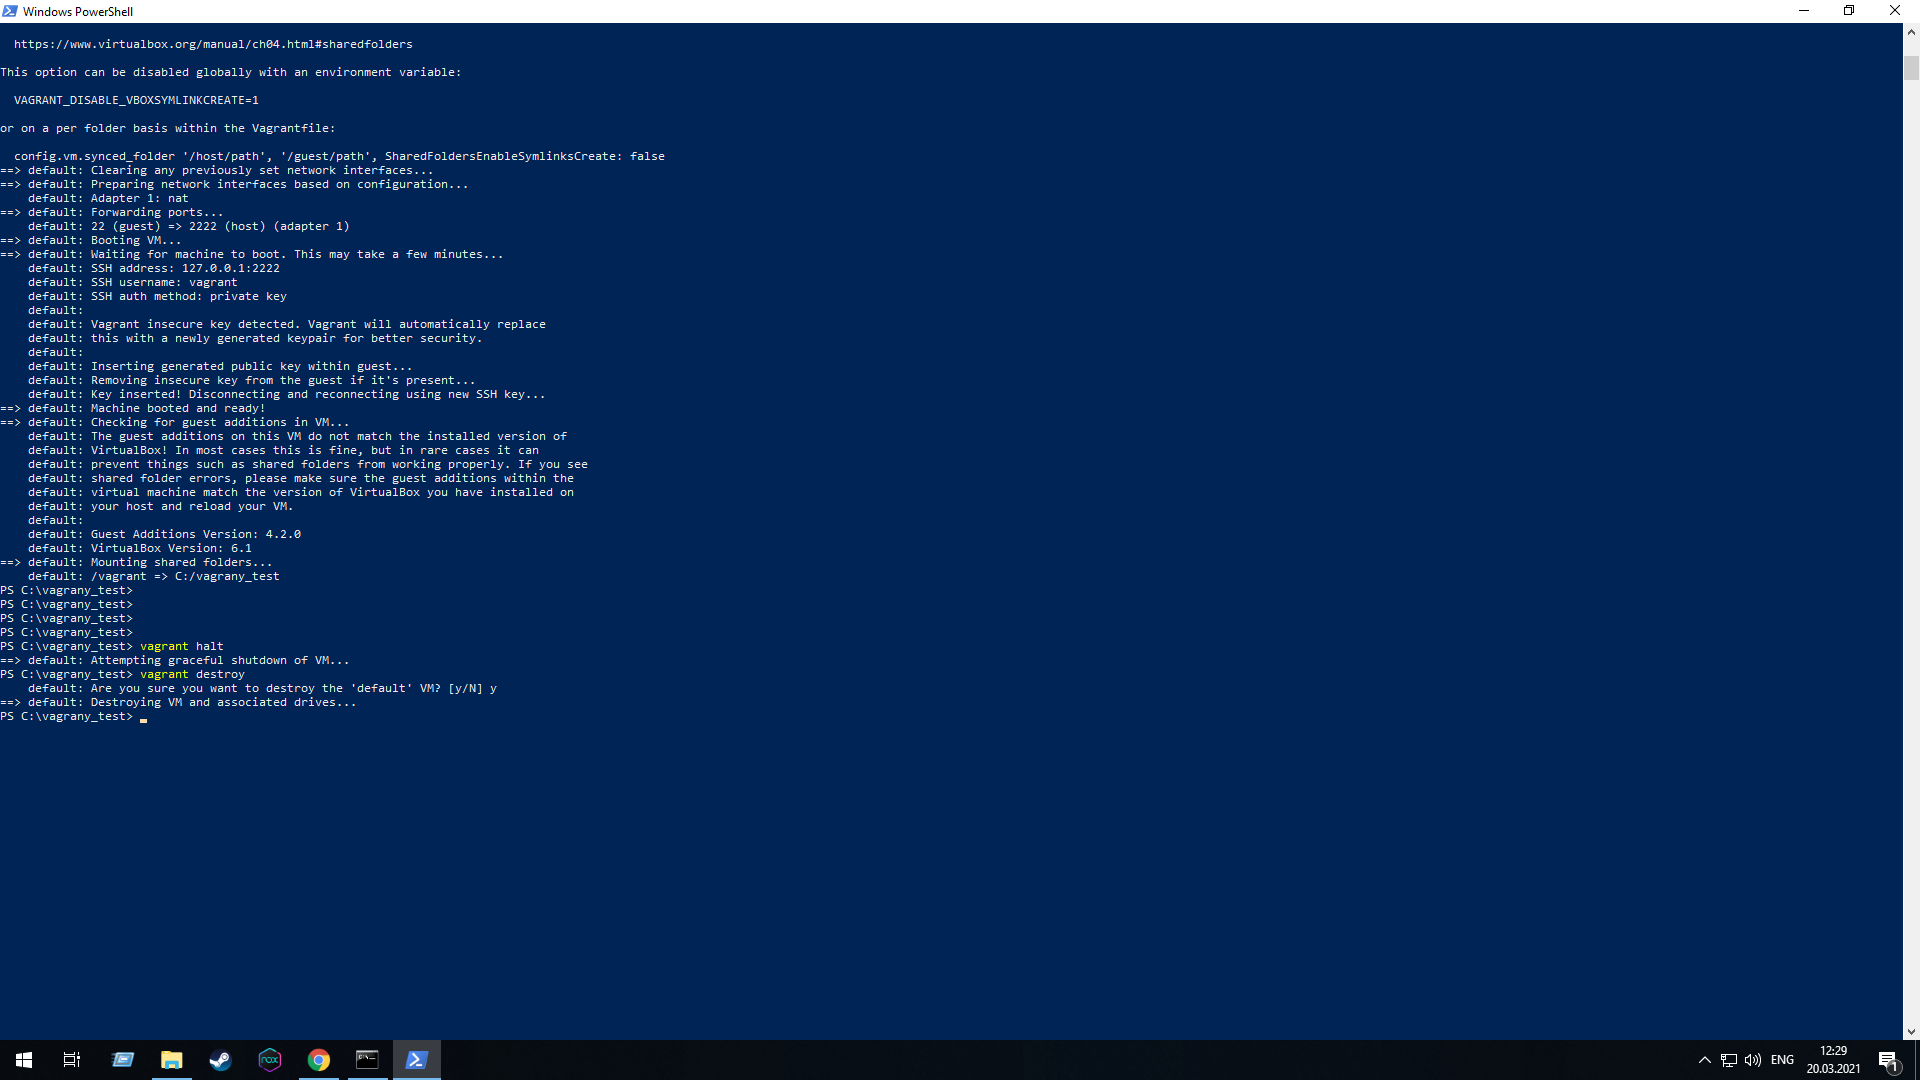 Windows PowerShell
https://www.virtualbox.org/manual/ch04.html#sharedfolders
This option can be disabled globally with an environment variable:
VAGRANT_DISABLE_VBOXSYMLINKCREATE=1
or on a per folder basis within the Vagrantfile:
config.vm.synced_folder '/host/path', '/guest/path', SharedFoldersEnableSymlinksCreate: false
==> default: Clearing any previously set network interfaces...
==> default: Preparing network interfaces based on configuration...
default: Adapter 1: nat
==> default: Forwarding ports...
default: 22 (guest) => 2222 (host) (adapter 1)
==> default: Booting VM...
==> default: Waiting for machine to boot. This may take a few minutes...
default: SSH address: 127.0.0.1:2222
default: SSH username: vagrant
default: SSH auth method: private key
default:
default: Vagrant insecure key detected. Vagrant will automatically replace
default: this with a newly generated keypair for better security.
default:
default: Inserting generated public key within guest...
default: Removing insecure key from the guest if it's present...
default: Key inserted! Disconnecting and reconnecting using new SSH key...
==> default: Machine booted and ready!
==> default: Checking for guest additions in VM...
default: The guest additions on this VM do not match the installed version of
default: VirtualBox! In most cases this is fine, but in rare cases it can
default: prevent things such as shared folders from working properly. If you see
default: shared folder errors, please make sure the guest additions within the
default: virtual machine match the version of VirtualBox you have installed on
default: your host and reload your VM.
default:
default: Guest Additions Version: 4.2.0
default: VirtualBox Version: 6.1
==> default: Mounting shared folders...
default: /vagrant => C:/vagrany_test
PS C:\vagrany_test>
PS C:\vagrany_test>
PS C:\vagrany_test>
PS C:\vagrany_test>
PS C:\vagrany_test> vagrant halt
==> default: Attempting graceful shutdown of VM...
PS C:\vagrany_test> vagrant destroy
default: Are you sure you want to destroy the 'default' VM? [y/N] y
==> default: Destroying VM and associated drives...
PS C:\vagrany_test>
nox
C:\_
ENG
12:29
20.03.2021
1